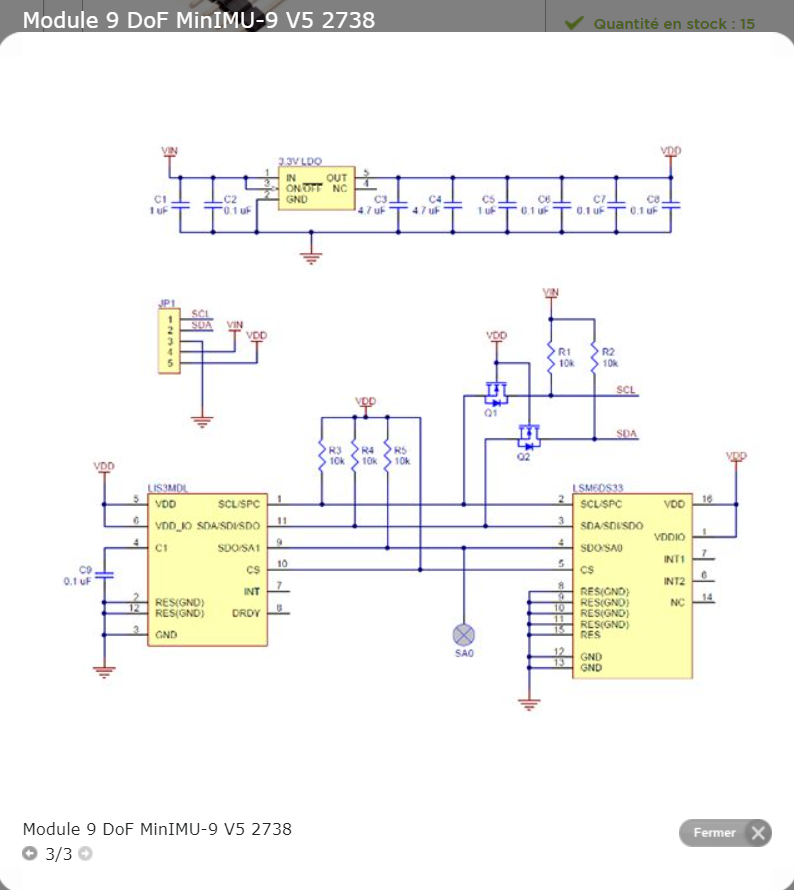 Module 9 DoF MinIMU-9 V5 2738
Quantité en stock : 15
VIN
VDD
3.3V LDO
1 IN OUT 5
3 ON/OFF NC 4
2 GND
C1 1 uF
C2 0.1 uF
C3 4.7 uF
C4 4.7 uF
C5 1 uF
C6 0.1 uF
C7 0.1 uF
C8 0.1 uF
JP1
1 SCL
2 SDA
3
4
5
VIN
VDD
VIN
VDD
R1 10k
R2 10k
SCL
Q1
SDA
Q2
VDD
R3 10k
R4 10k
R5 10k
VDD
LIS3MDL
5 VDD SCL/SPC 1
6 VDD_IO SDA/SDI/SDO 11
4 C1 SDO/SA1 9
CS 10
C9 0.1 uF
INT 7
2 RES(GND)
12 RES(GND) DRDY 8
3 GND
SA0
VDD
LSM6DS33
2 SCL/SPC VDD 16
3 SDA/SDI/SDO
VDDIO 1
4 SDO/SA0
INT1 7
5 CS
INT2 6
8 RES(GND)
9 RES(GND) NC 14
10 RES(GND)
11 RES(GND)
15 RES
12 GND
13 GND
Module 9 DoF MinIMU-9 V5 2738
3/3
Fermer